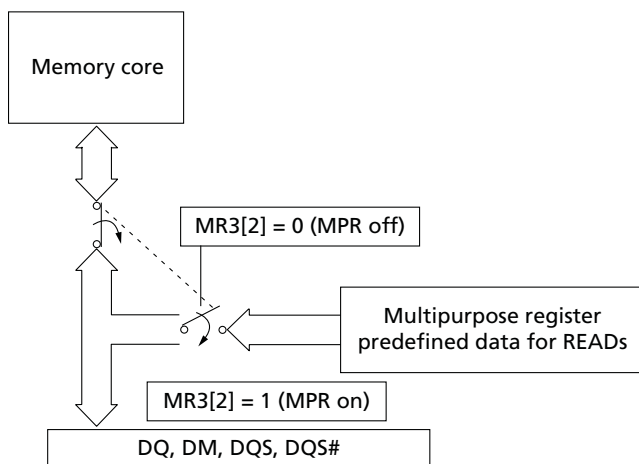 Memory core
MR3[2] = 0 (MPR off)
Multipurpose register
predefined data for READs
MR3[2] = 1 (MPR on)
DQ, DM, DQS, DQS#